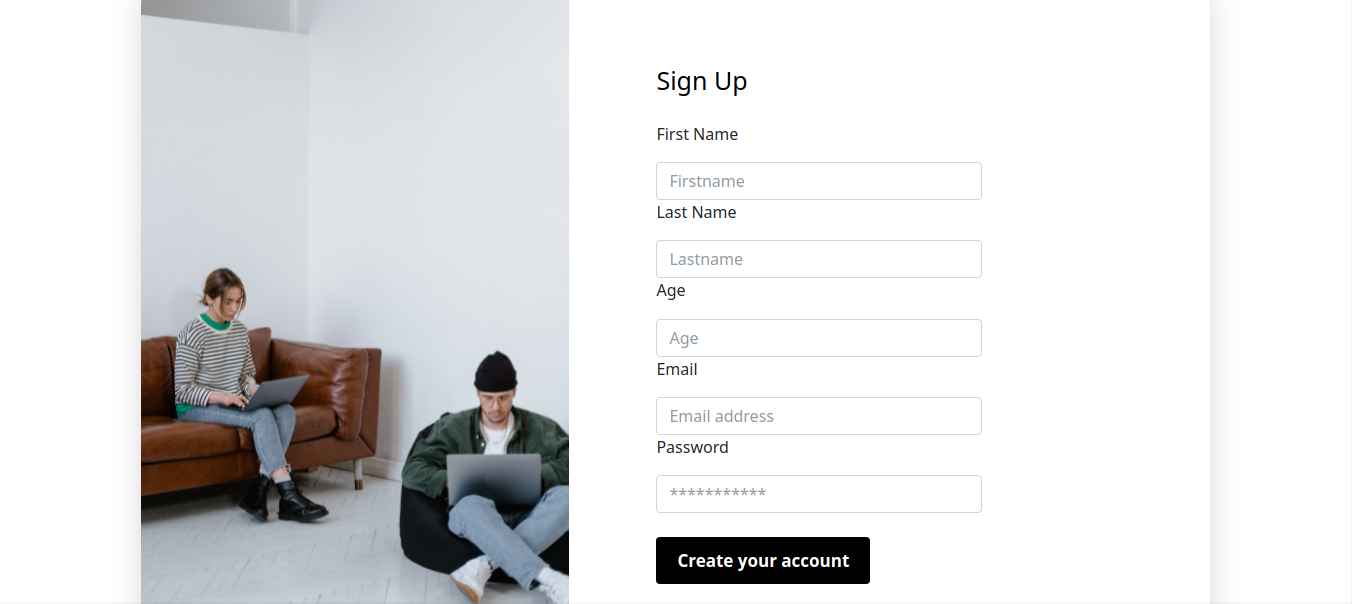 Sign Up
First Name
Firstname
Last Name
Lastname
Age
Age
Email
Email address
Password
***********
Create your account